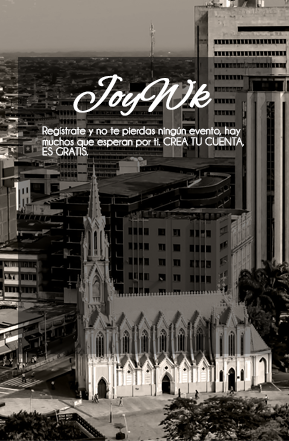 JoyWk
Regístrate y no te pierdas ningún evento, hay
muchos que esperan por ti. CREA TU CUENTA,
ES GRATIS.